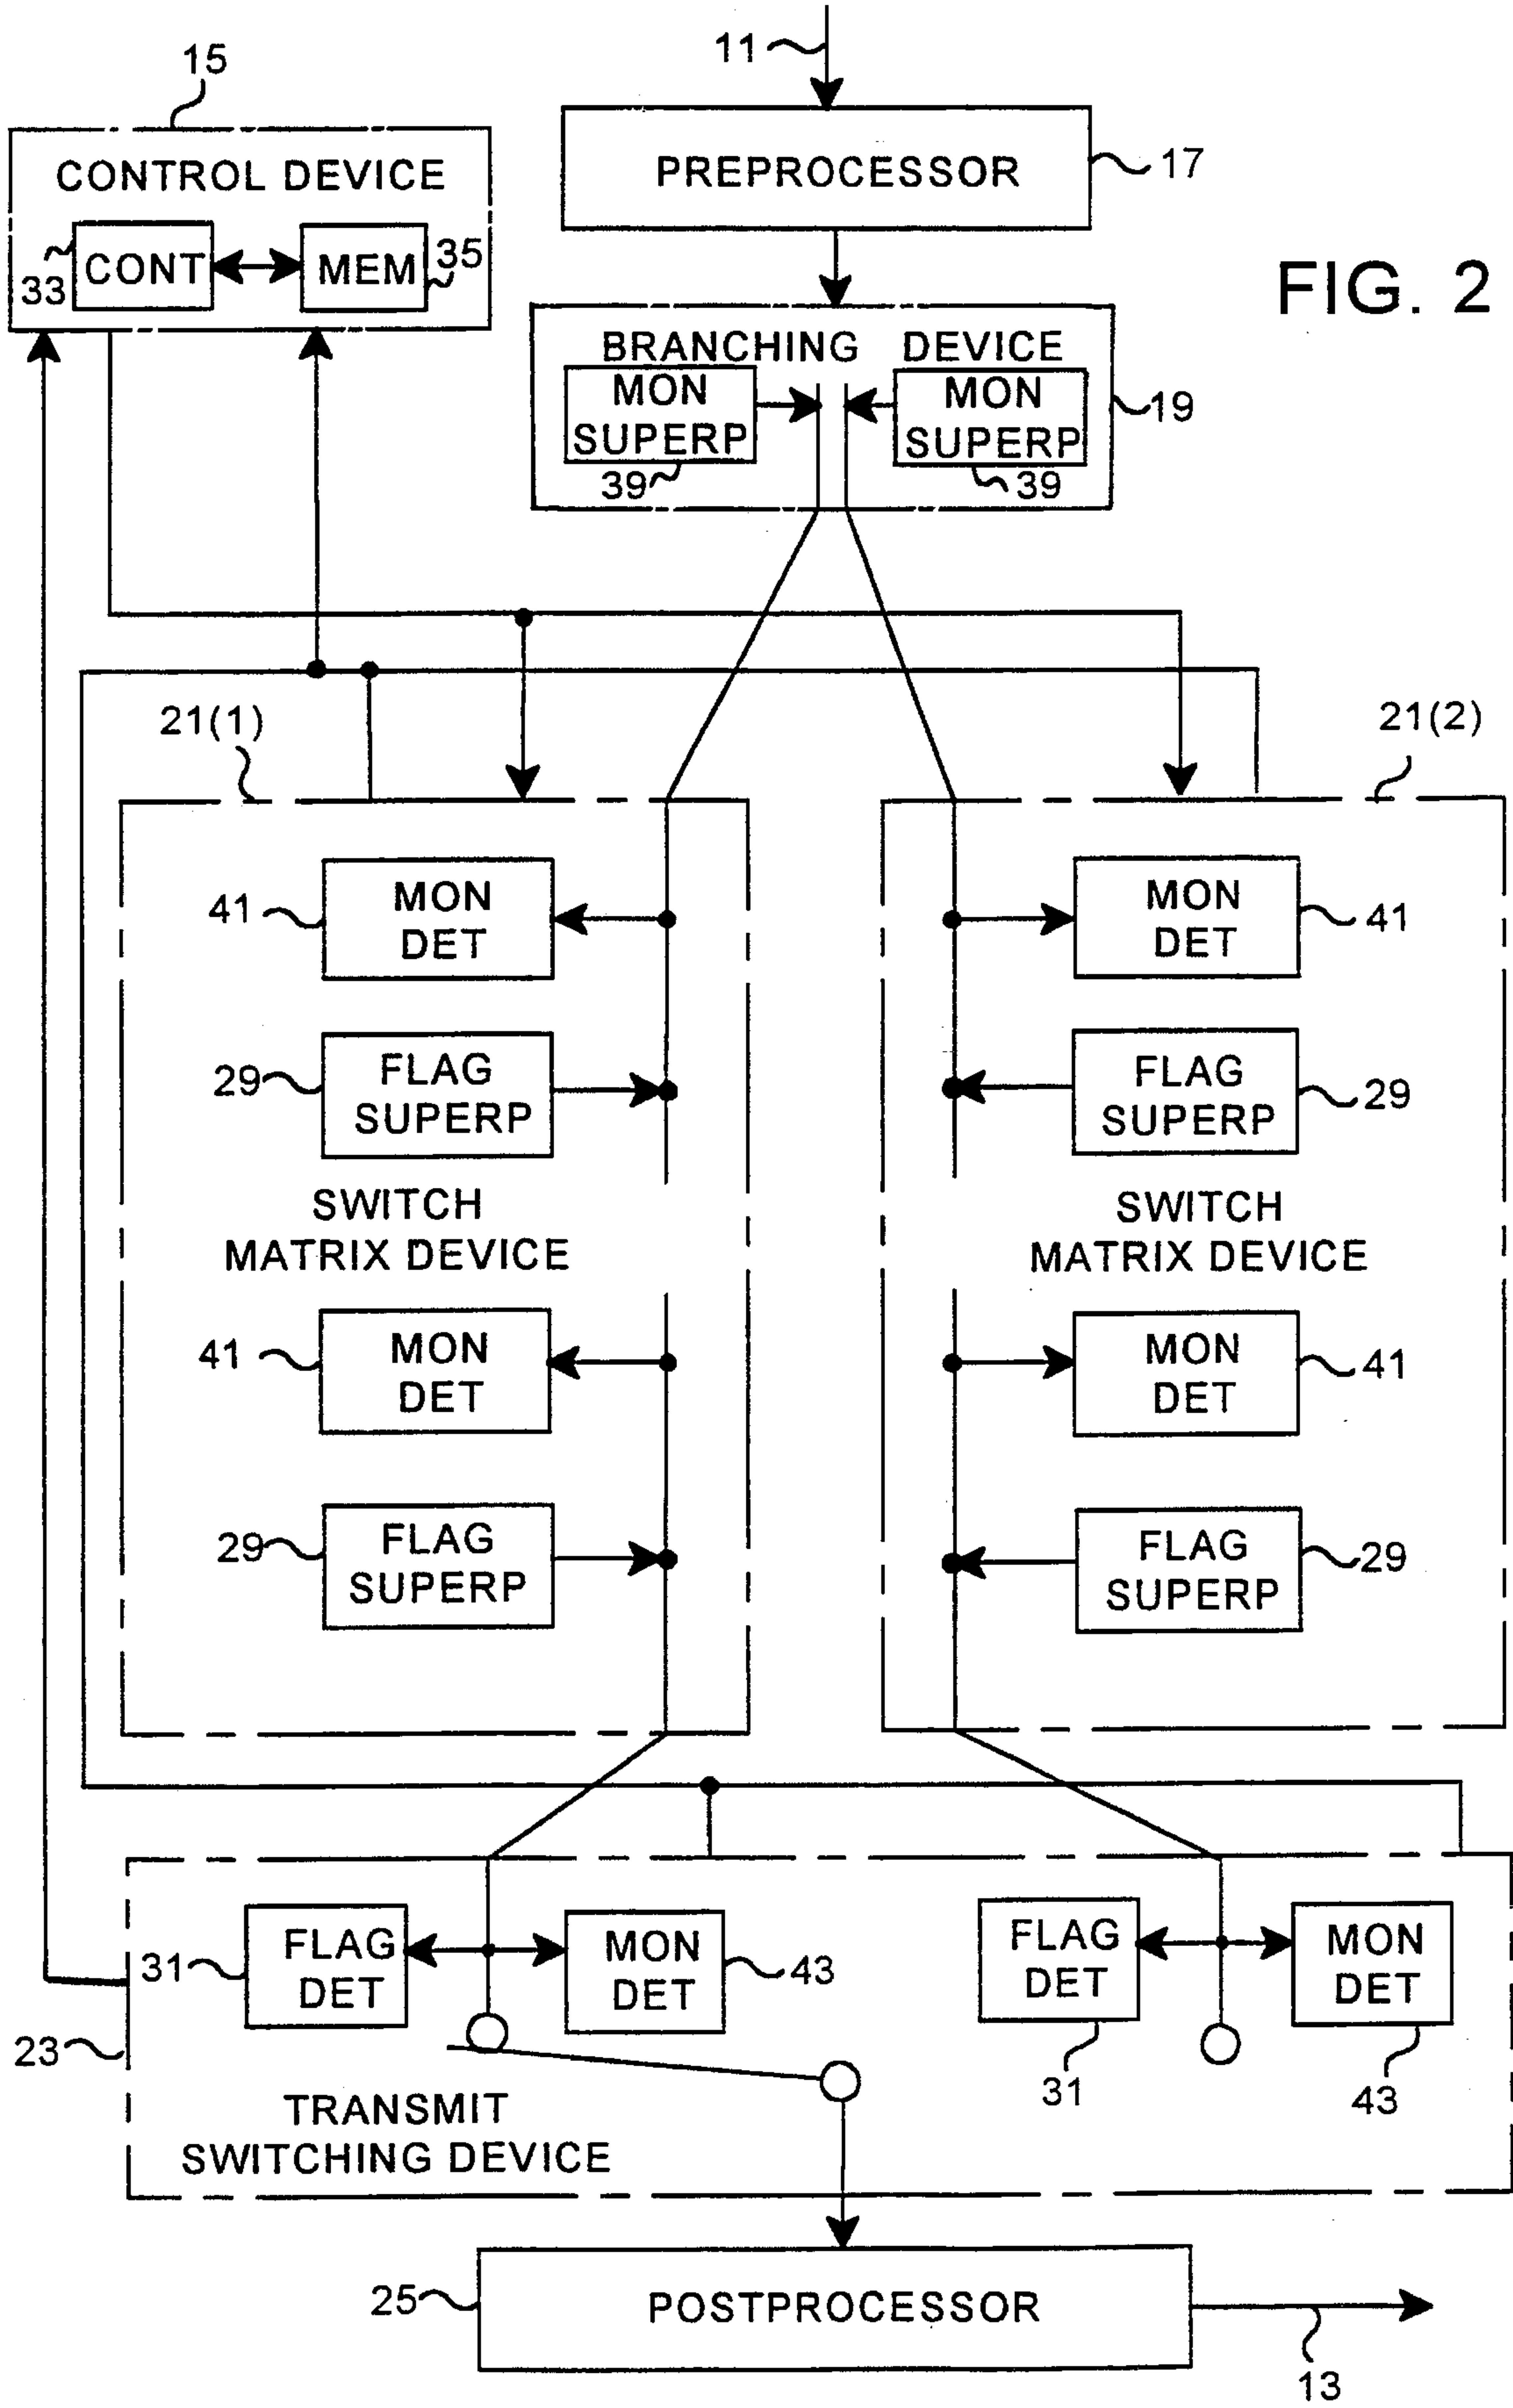 11
15
CONTROL DEVICE
PREPROCESSOR
17
CONT
MEM
33
35
FIG. 2
BRANCHING DEVICE
MON
SUPERP
MON
SUPERP
19
39
39
21(1)
21(2)
41
MON
DET
MON
DET
41
29
FLAG
SUPERP
FLAG
SUPERP
29
SWITCH
MATRIX DEVICE
SWITCH
MATRIX DEVICE
41
MON
DET
MON
DET
41
29
FLAG
SUPERP
FLAG
SUPERP
29
31
FLAG
DET
MON
DET
43
FLAG
DET
MON
DET
23
31
43
TRANSMIT
SWITCHING DEVICE
25
POSTPROCESSOR
13